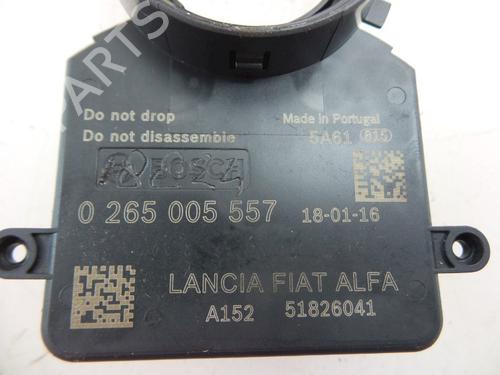 Do not drop
Made in Portugal
Do not disassemble
5A61 815
BOSCH
0 265 005 557
18-01-16
LANCIA FIAT ALFA
A152 51826041
PARTS